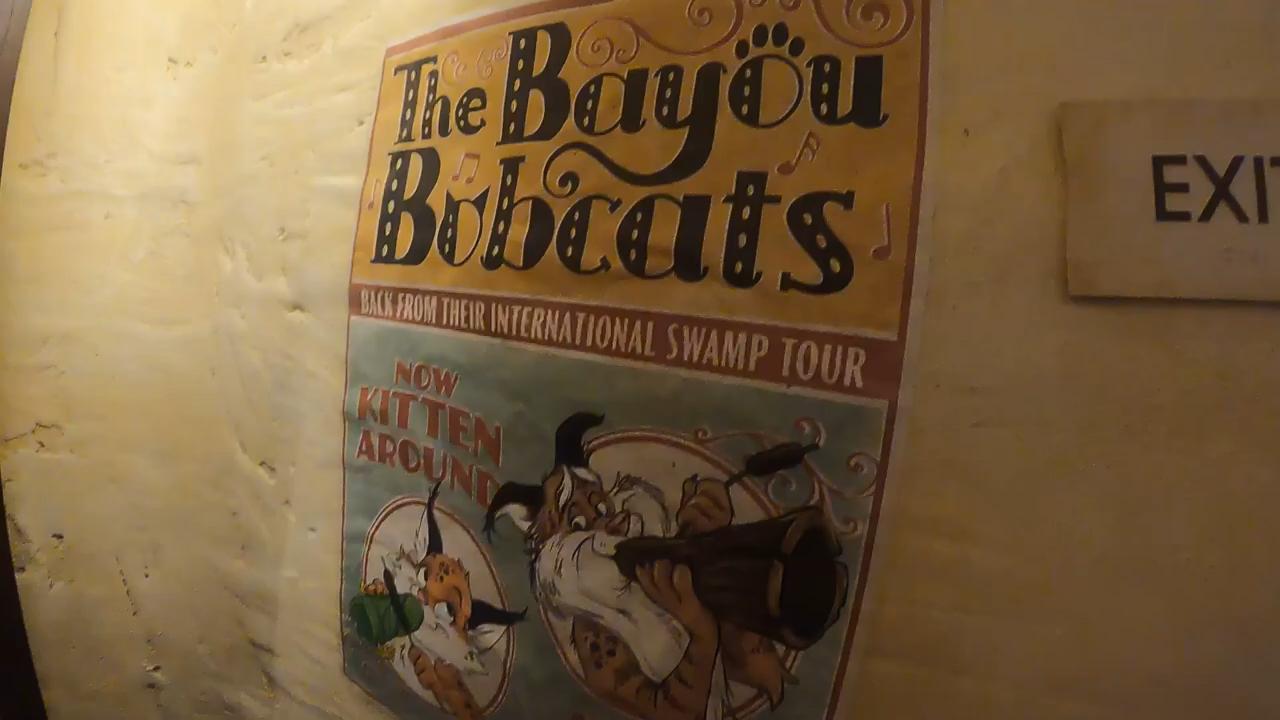 The Bayou
Bobcats
BACK FROM THEIR INTERNATIONAL SWAMP TOUR
NOW
KITTEN
AROUND
EXIT